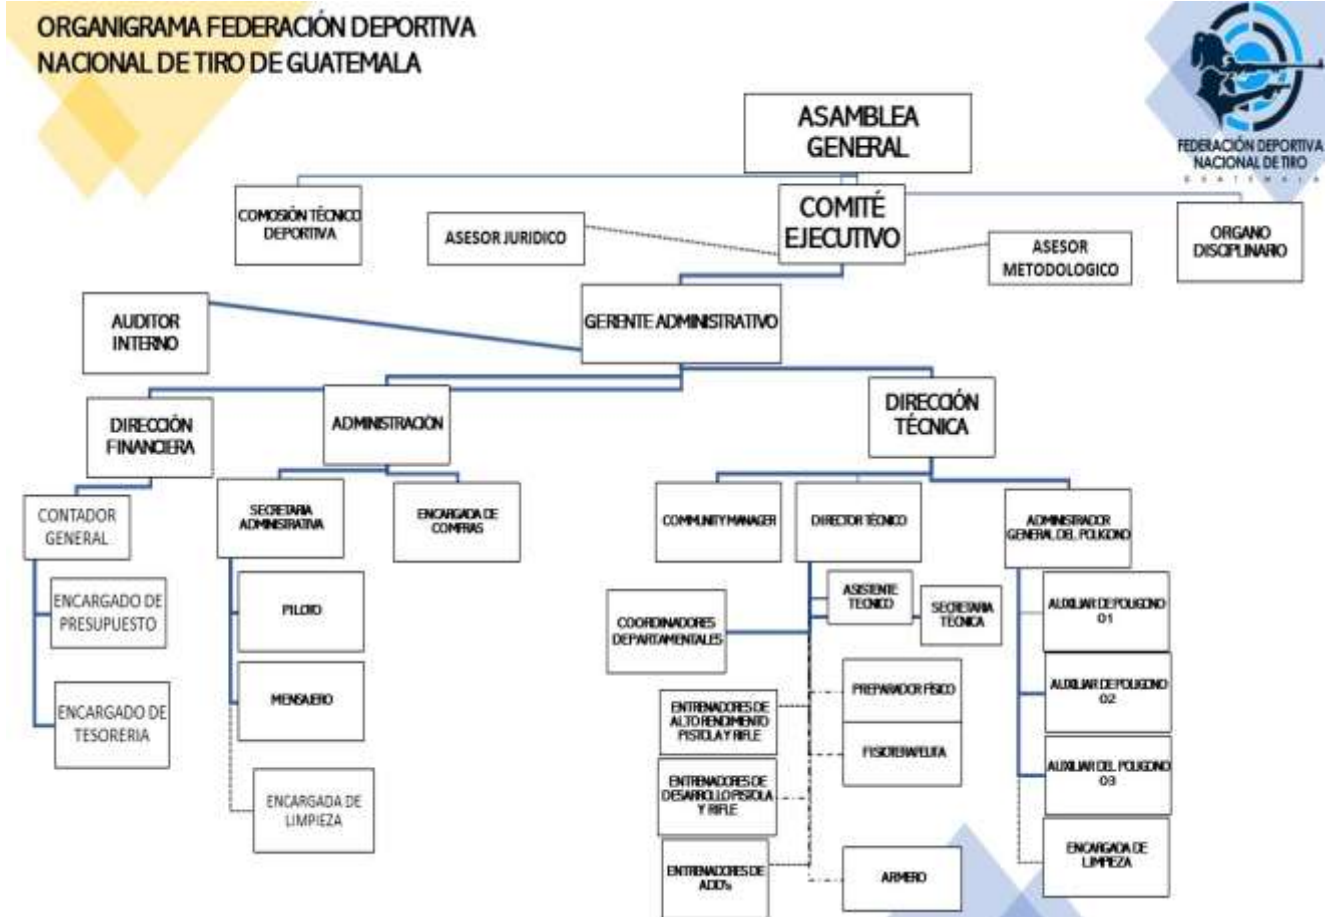 ORGANIGRAMA FEDERACIÓN DEPORTIVA
NACIONAL DE TIRO DE GUATEMALA
FEDERACIÓN DEPORTIVA
NACIONAL DE TIRO
GUATEMALA
ASAMBLEA
GENERAL
COMOSIÓN TÉCNICO
DEPORTIVA
ASESOR JURIDICO
COMITÉ
EJECUTIVO
ASESOR
METODOLOGICO
ORGANO
DISCIPLINARIO
AUDITOR
INTERNO
GERENTE ADMINISTRATIVO
DIRECCIÓN
FINANCIERA
ADMINISTRACIÓN
DIRECCIÓN
TÉCNICA
CONTADOR
GENERAL
SECRETARIA
ADMINISTRATIVA
ENCARGADA DE
COMPRAS
COMMUNITY MANAGER
DIRECTOR TÉCNICO
ADMINISTRADOR
GENERAL DEL POLIGONO
ENCARGADO DE
PRESUPUESTO
PILOTO
COORDINADORES
DEPARTAMENTALES
ASISTENTE
TECNICO
SECRETARIA
TÉCNICA
AUXILIAR DE POLIGONO
01
ENCARGADO DE
TESORERIA
MENSAJERO
ENTRENADORES DE
ALTO RENDIMIENTO
PISTOLA Y RIFLE
PREPARADOR FÍSICO
AUXILIAR DE POLIGONO
02
FISIOTERAPEUTA
ENCARGADA DE
LIMPIEZA
ENTRENADORES DE
DESARROLLO PISTOLA
Y RIFLE
AUXILIAR DEL POLIGONO
03
ENTRENADORES DE
ADD's
ARMERO
ENCARGADA DE
LIMPIEZA